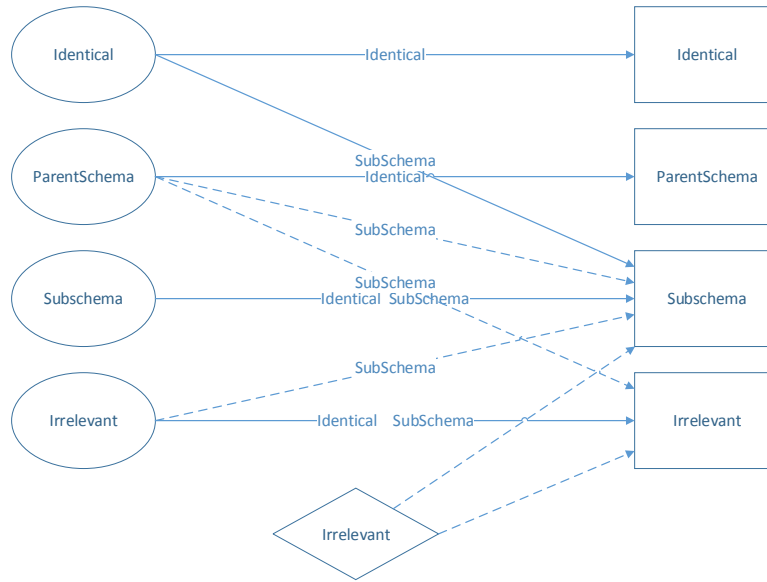 Identical Identical Identical
SubSchema
ParentSchema Identical ParentSchema
SubSchema
SubSchema
Subschema Identical SubSchema Subschema
SubSchema
Irrelevant Identical SubSchema Irrelevant
Irrelevant